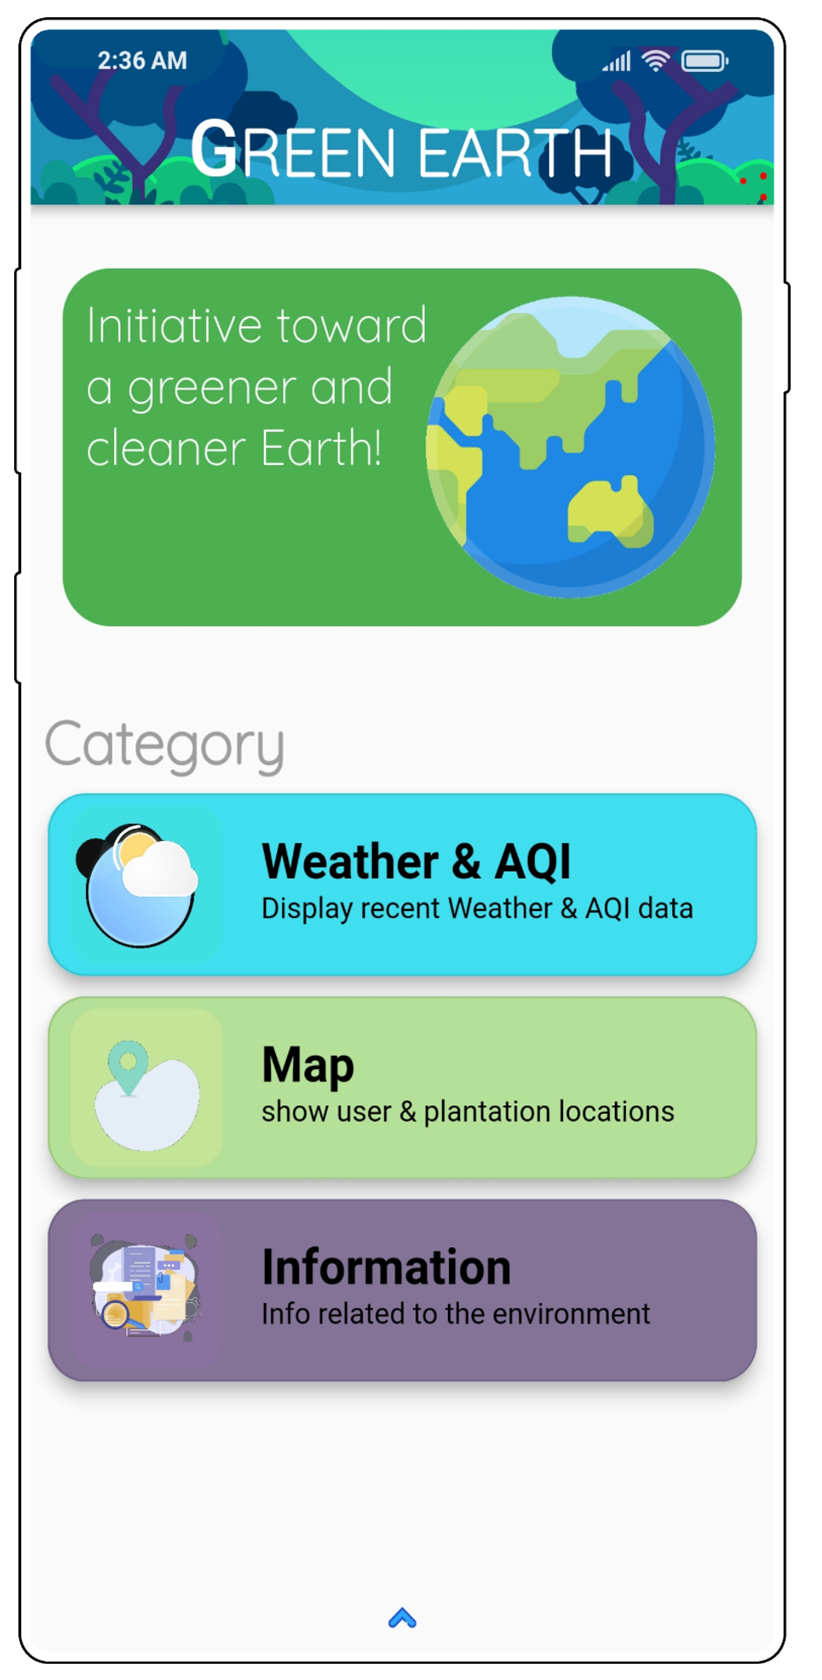 2:36 AM
GREEN EARTH
Initiative toward
a greener and
cleaner Earth!
Category
Weather & AQI
Display recent Weather & AQI data
Map
show user & plantation locations
Information
Info related to the environment